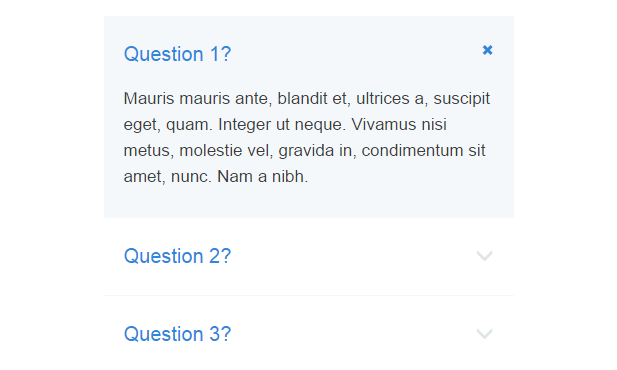 Question 1?
Mauris mauris ante, blandit et, ultrices a, suscipit
eget, quam. Integer ut neque. Vivamus nisi
metus, molestie vel, gravida in, condimentum sit
amet, nunc. Nam a nibh.
Question 2?
Question 3?